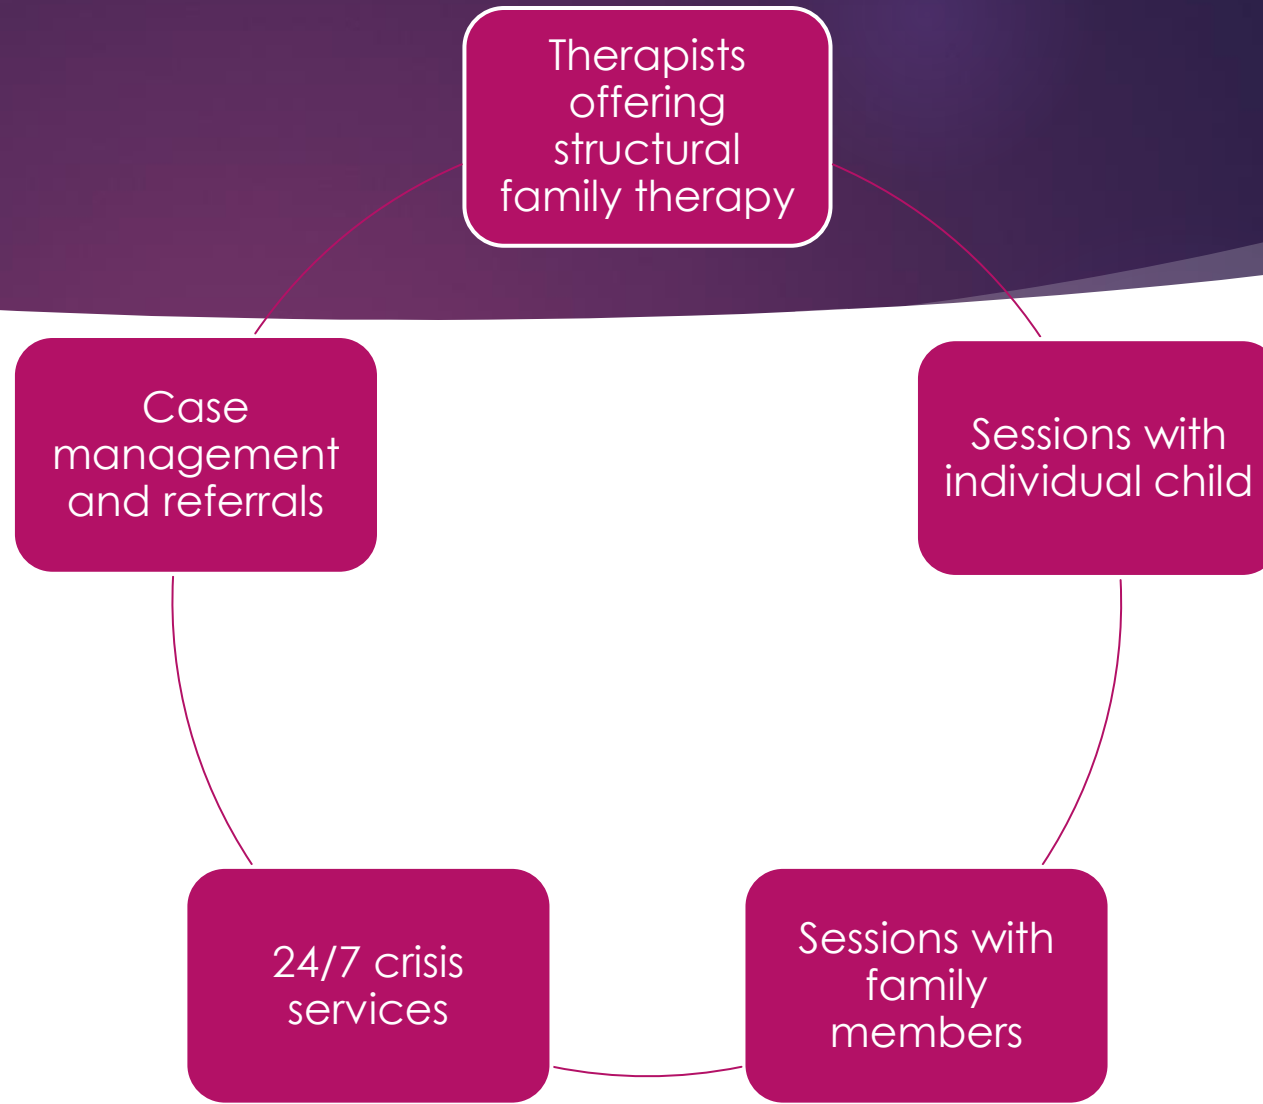 Therapists
offering
structural
family therapy
Sessions with
individual child
Sessions with
family
members
24/7 crisis
services
Case
management
and referrals